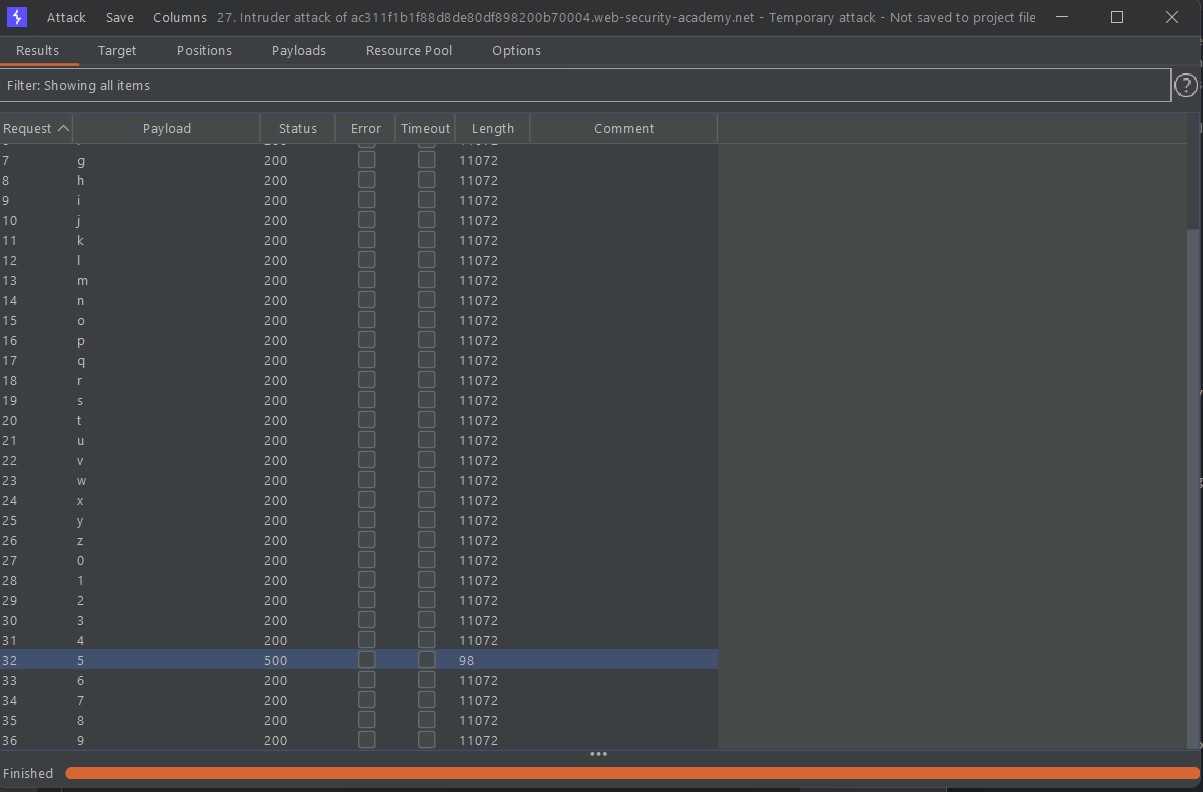 Attack Save Columns 27. Intruder attack of ac311f1b1f88d8de80df898200b70004.web-security-academy.net - Temporary attack - Not saved to project file
Results Target Positions Payloads Resource Pool Options
Filter: Showing all items
?
Request Payload Status Error Timeout Length Comment
7 g 200 11072
8 h 200 11072
9 i 200 11072
10 j 200 11072
11 k 200 11072
12 l 200 11072
13 m 200 11072
14 n 200 11072
15 o 200 11072
16 p 200 11072
17 q 200 11072
18 r 200 11072
19 s 200 11072
20 t 200 11072
21 u 200 11072
22 v 200 11072
23 w 200 11072
24 x 200 11072
25 y 200 11072
26 z 200 11072
27 0 200 11072
28 1 200 11072
29 2 200 11072
30 3 200 11072
31 4 200 11072
32 5 500 98
33 6 200 11072
34 7 200 11072
35 8 200 11072
36 9 200 11072
Finished